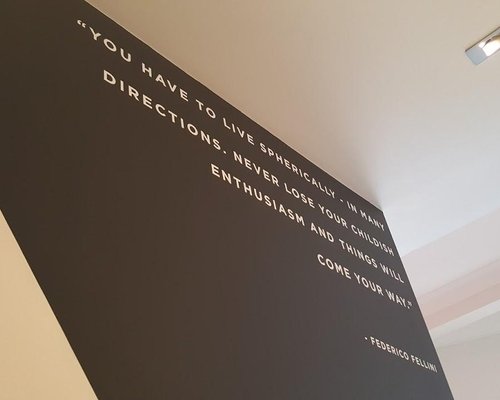 “YOU HAVE TO LIVE SPHERICALLY - IN MANY
DIRECTIONS. NEVER LOSE YOUR CHILDISH
ENTHUSIASM AND THINGS WILL
COME YOUR WAY.”
- FEDERICO FELLINI